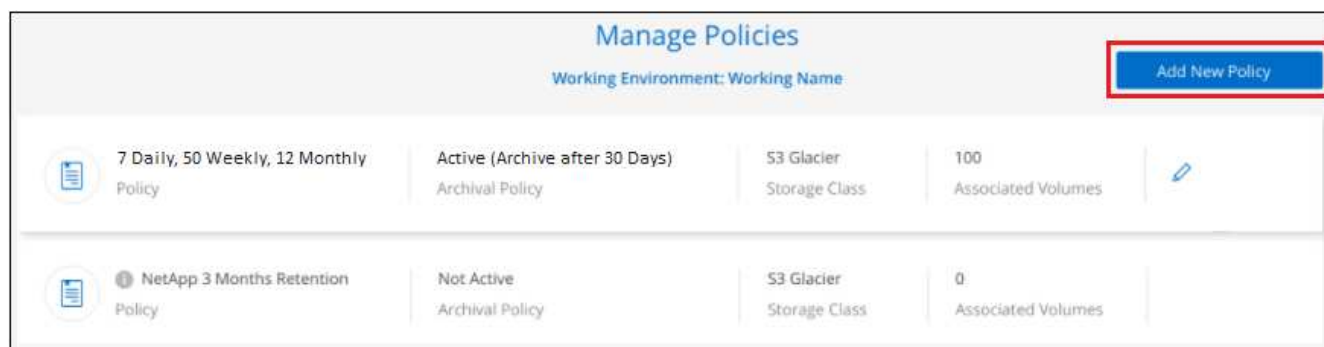 Manage Policies
Working Environment: Working Name
Add New Policy
7 Daily, 50 Weekly, 12 Monthly
Policy
Active (Archive after 30 Days)
Archival Policy
S3 Glacier
Storage Class
100
Associated Volumes
NetApp 3 Months Retention
Policy
Not Active
Archival Policy
S3 Glacier
Storage Class
0
Associated Volumes